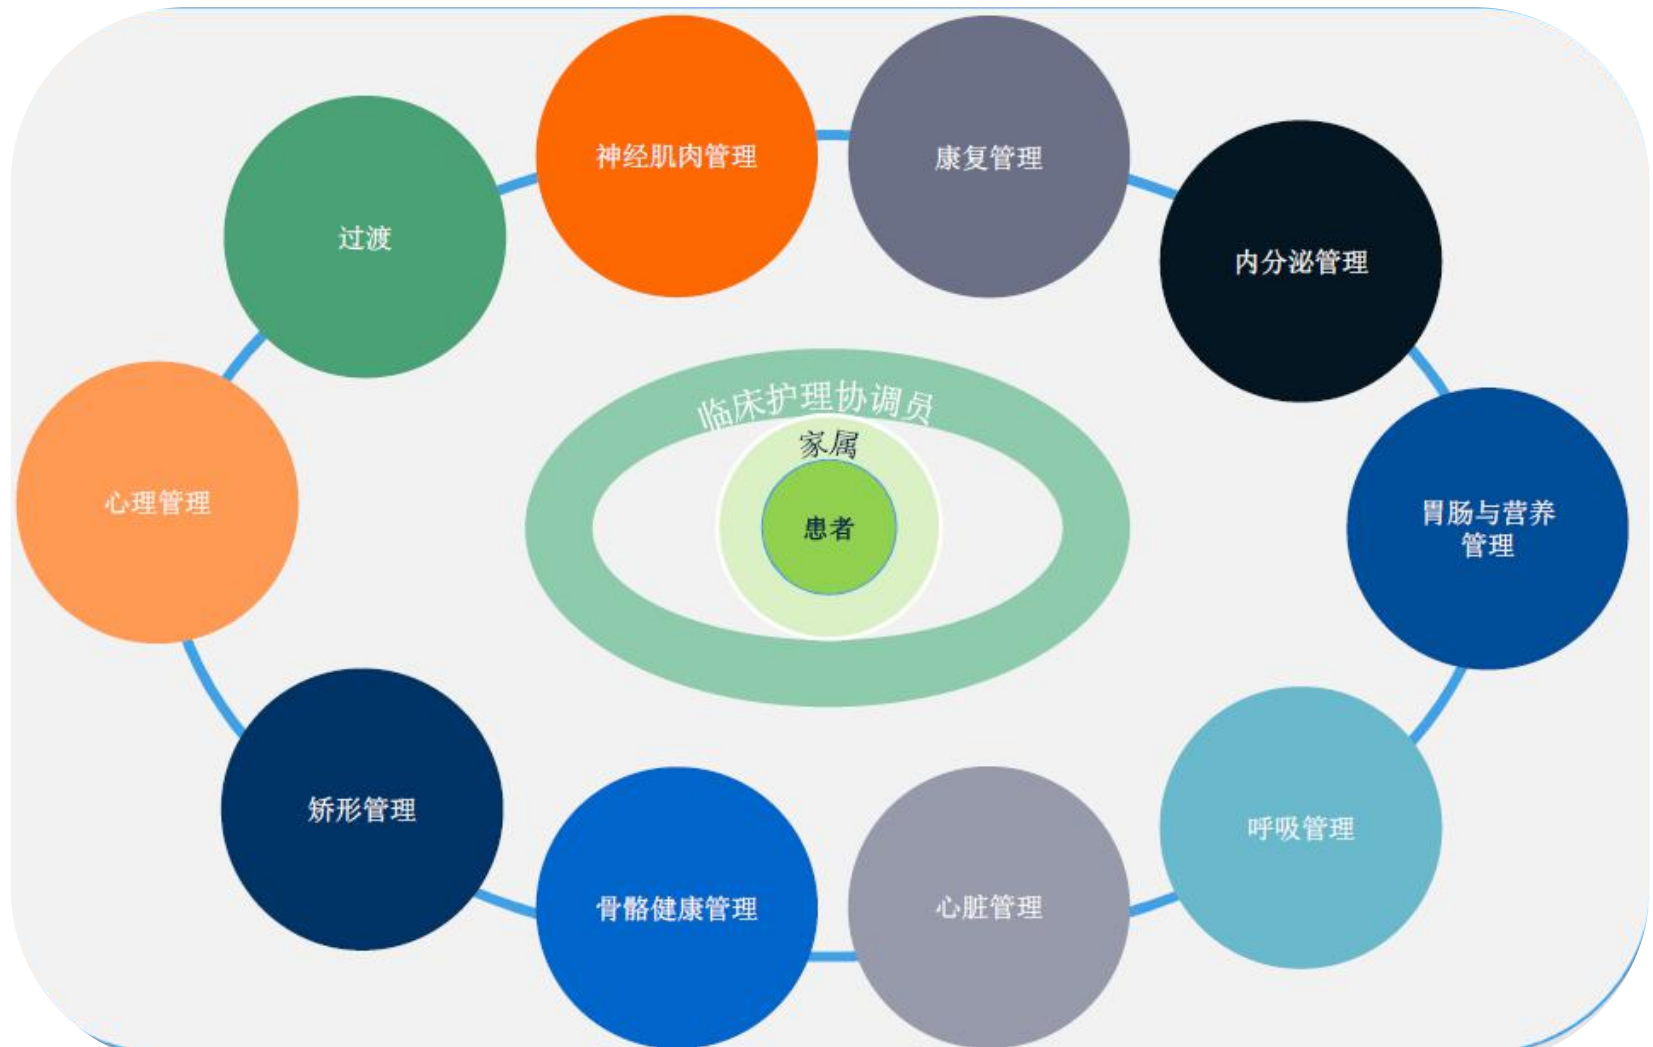 神经肌肉管理
康复管理
过渡
内分泌管理
临床护理协调员
家属
患者
心理管理
胃肠与营养
管理
矫形管理
呼吸管理
骨骼健康管理
心脏管理